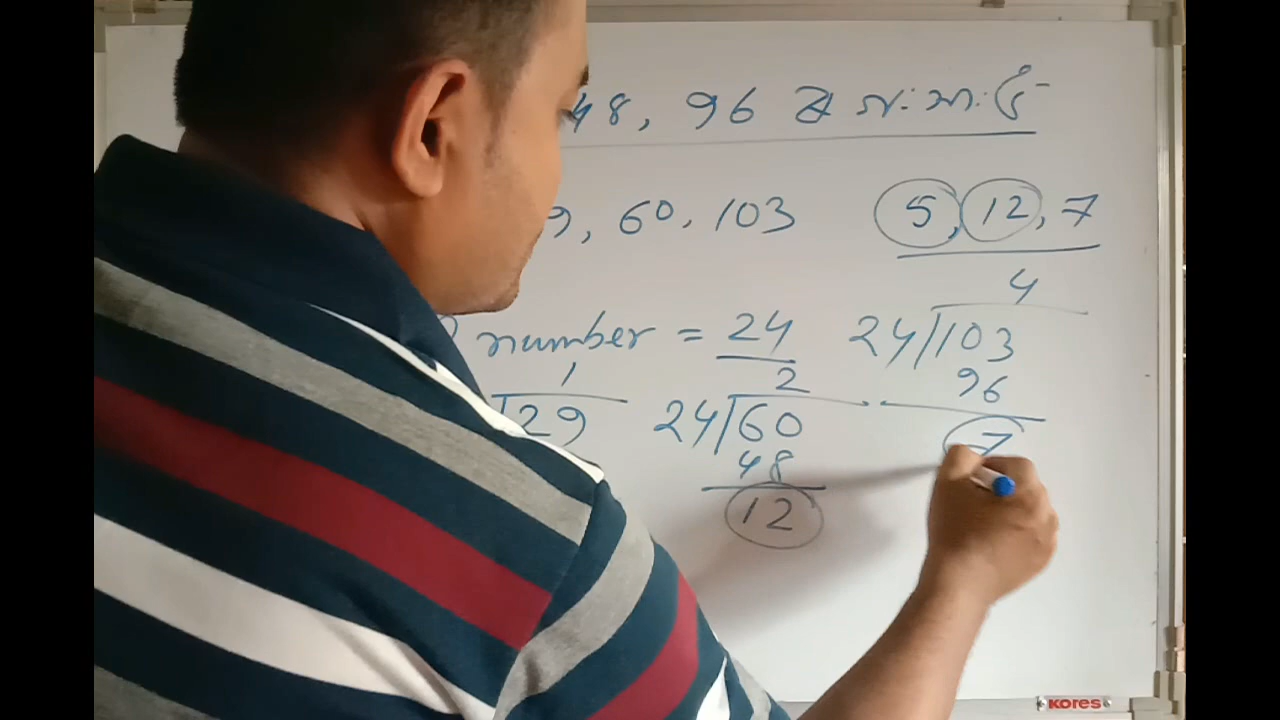 48, 96 ৰ গঃ সাঃ উঃ
9, 60, 103
5, 12, 7
number = 24
1
29
2
24 60
48
12
4
24 103
96
7
KORES